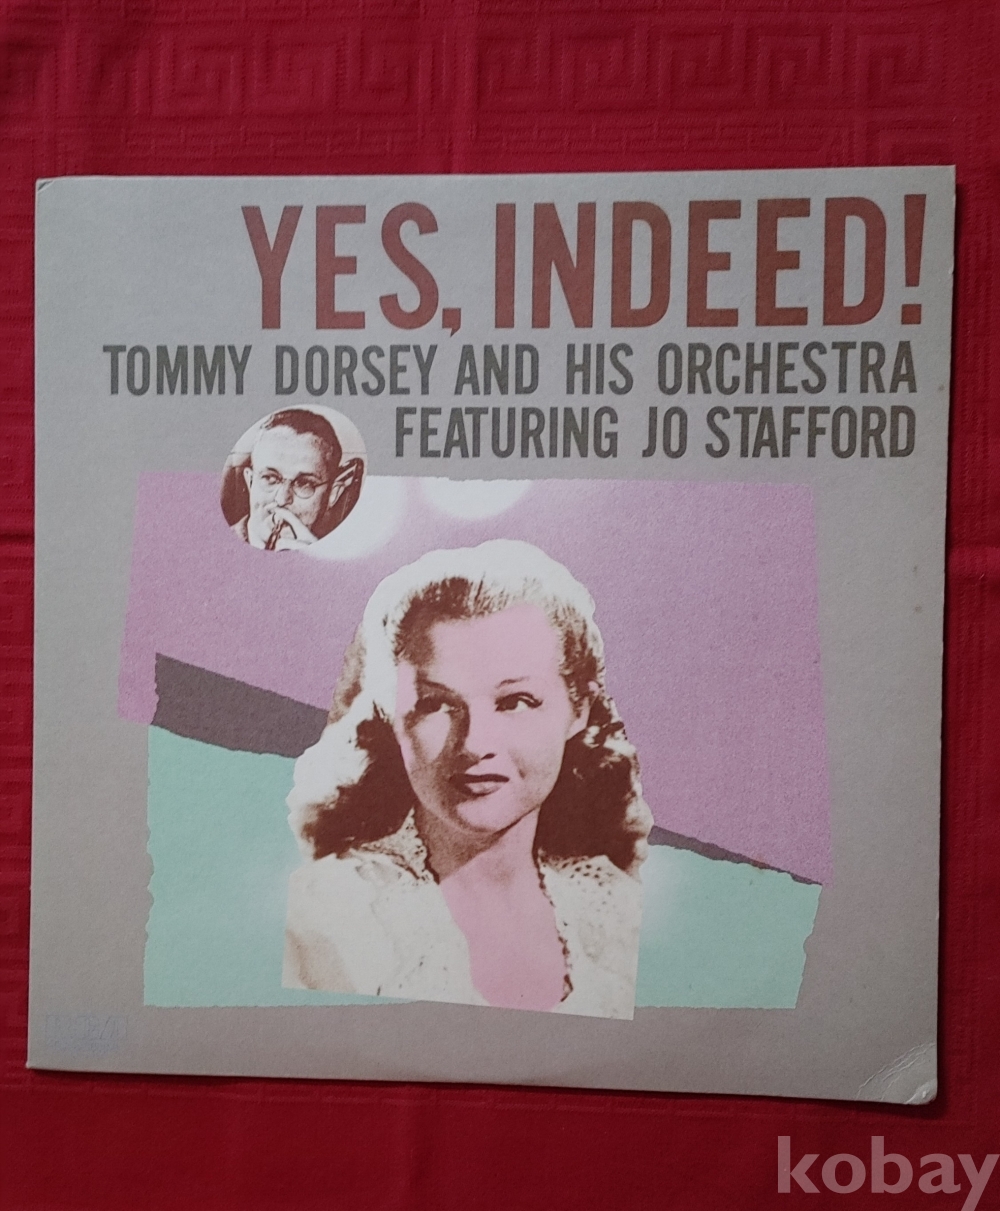 YES, INDEED!
TOMMY DORSEY AND HIS ORCHESTRA
FEATURING JO STAFFORD
kobay